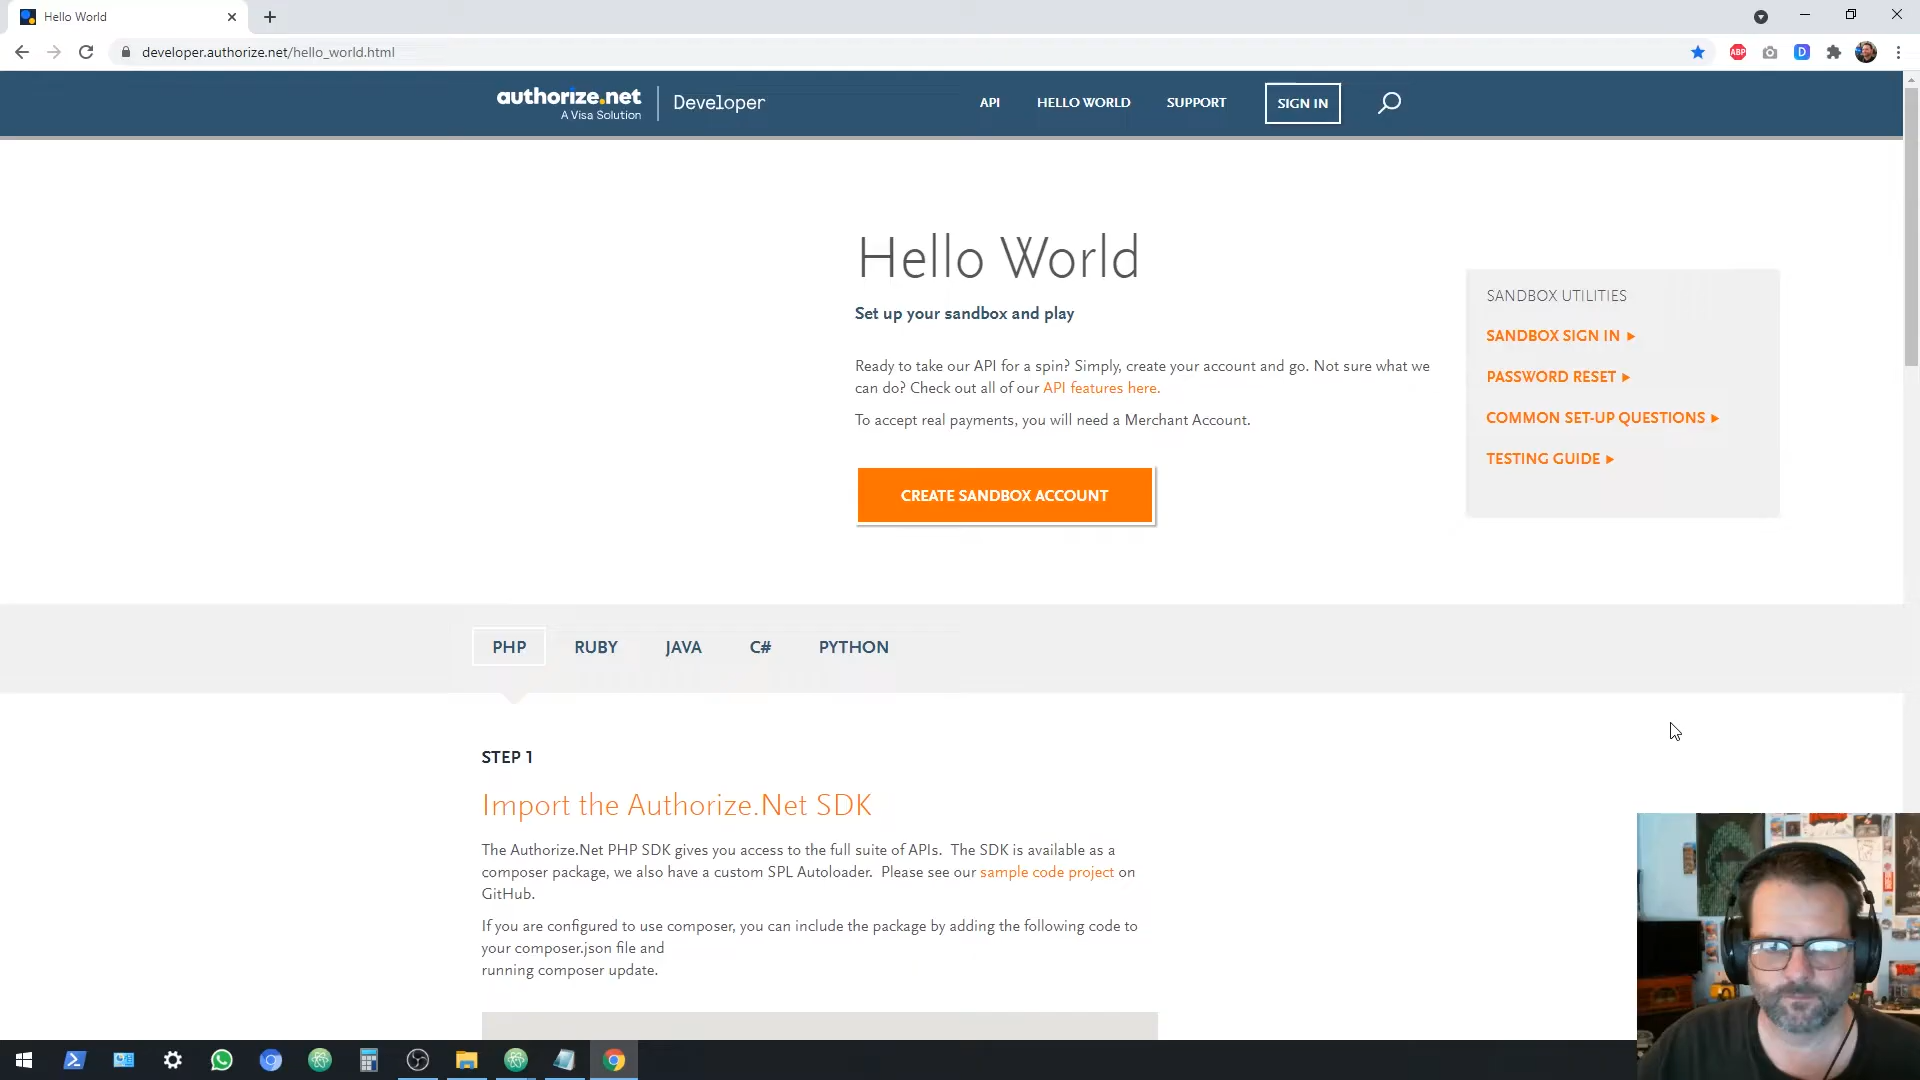 Hello World
developer.authorize.net/hello_world.html
ABP
D
authorize.net
A Visa Solution
Developer
API
HELLO WORLD
SUPPORT
SIGN IN
Hello World
Set up your sandbox and play
Ready to take our API for a spin? Simply, create your account and go. Not sure what we
can do? Check out all of our API features here.
To accept real payments, you will need a Merchant Account.
CREATE SANDBOX ACCOUNT
SANDBOX UTILITIES
SANDBOX SIGN IN
PASSWORD RESET
COMMON SET-UP QUESTIONS
TESTING GUIDE
PHP
RUBY
JAVA
C#
PYTHON
STEP 1
Import the Authorize.Net SDK
The Authorize.Net PHP SDK gives you access to the full suite of APIs. The SDK is available as a
composer package, we also have a custom SPL Autoloader. Please see our sample code project on
GitHub.
If you are configured to use composer, you can include the package by adding the following code to
your composer.json file and
running composer update.